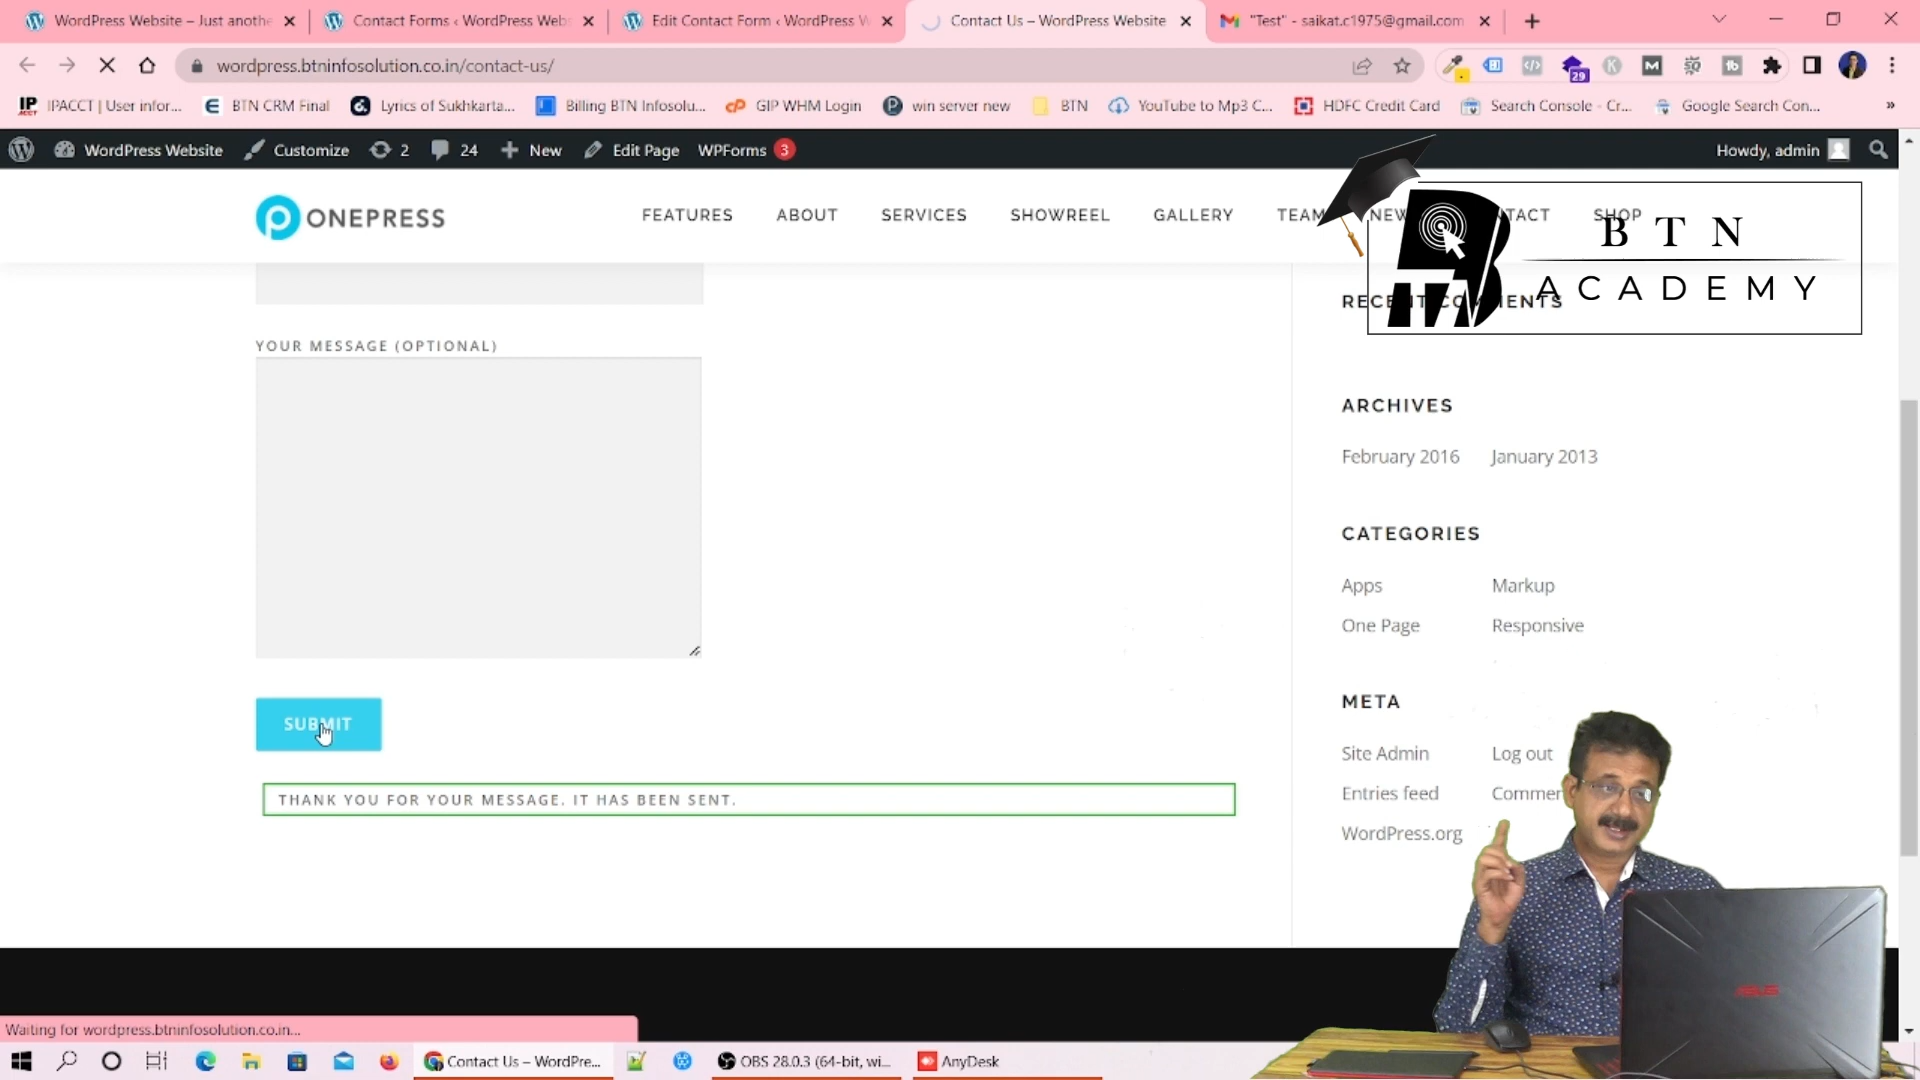 WordPress Website – Just anothe
Contact Forms ‹ WordPress Webs
Edit Contact Form ‹ WordPress W
Contact Us – WordPress Website
"Test" - saikat.c1975@gmail.com
wordpress.btninfosolution.co.in/contact-us/
29
IPACCT | User infor...
BTN CRM Final
Lyrics of Sukhkarta...
Billing BTN Infosolu...
GIP WHM Login
win server new
BTN
YouTube to Mp3 C...
HDFC Credit Card
Search Console - Cr...
Google Search Con...
»
WordPress Website
Customize
2
24
New
Edit Page
WPForms 3
Howdy, admin
ONEPRESS
FEATURES
ABOUT
SERVICES
SHOWREEL
GALLERY
TEAM
SHOP
BTN
ACADEMY
YOUR MESSAGE (OPTIONAL)
SUBMIT
THANK YOU FOR YOUR MESSAGE. IT HAS BEEN SENT.
ARCHIVES
February 2016
January 2013
CATEGORIES
Apps
Markup
One Page
Responsive
META
Site Admin
Log out
Entries feed
WordPress.org
ASUS
Waiting for wordpress.btninfosolution.co.in...
Contact Us – WordPre...
OBS 28.0.3 (64-bit, wi...
AnyDesk